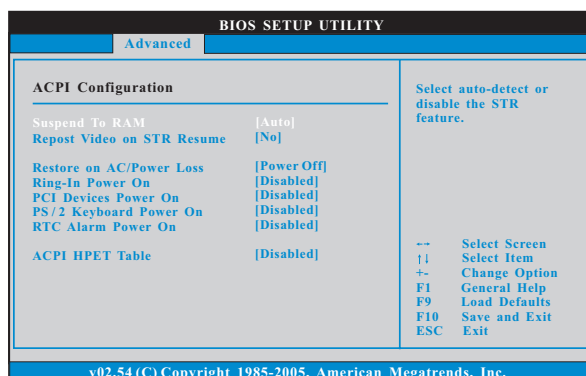 BIOS SETUP UTILITY
Advanced
ACPI Configuration
Suspend To RAM [Auto]
Repost Video on STR Resume [No]
Restore on AC/Power Loss [Power Off]
Ring-In Power On [Disabled]
PCI Devices Power On [Disabled]
PS/2 Keyboard Power On [Disabled]
RTC Alarm Power On [Disabled]
ACPI HPET Table [Disabled]
Select auto-detect or
disable the STR
feature.
←→ Select Screen
↑↓ Select Item
+- Change Option
F1 General Help
F9 Load Defaults
F10 Save and Exit
ESC Exit
v02.54 (C) Copyright 1985-2005, American Megatrends, Inc.